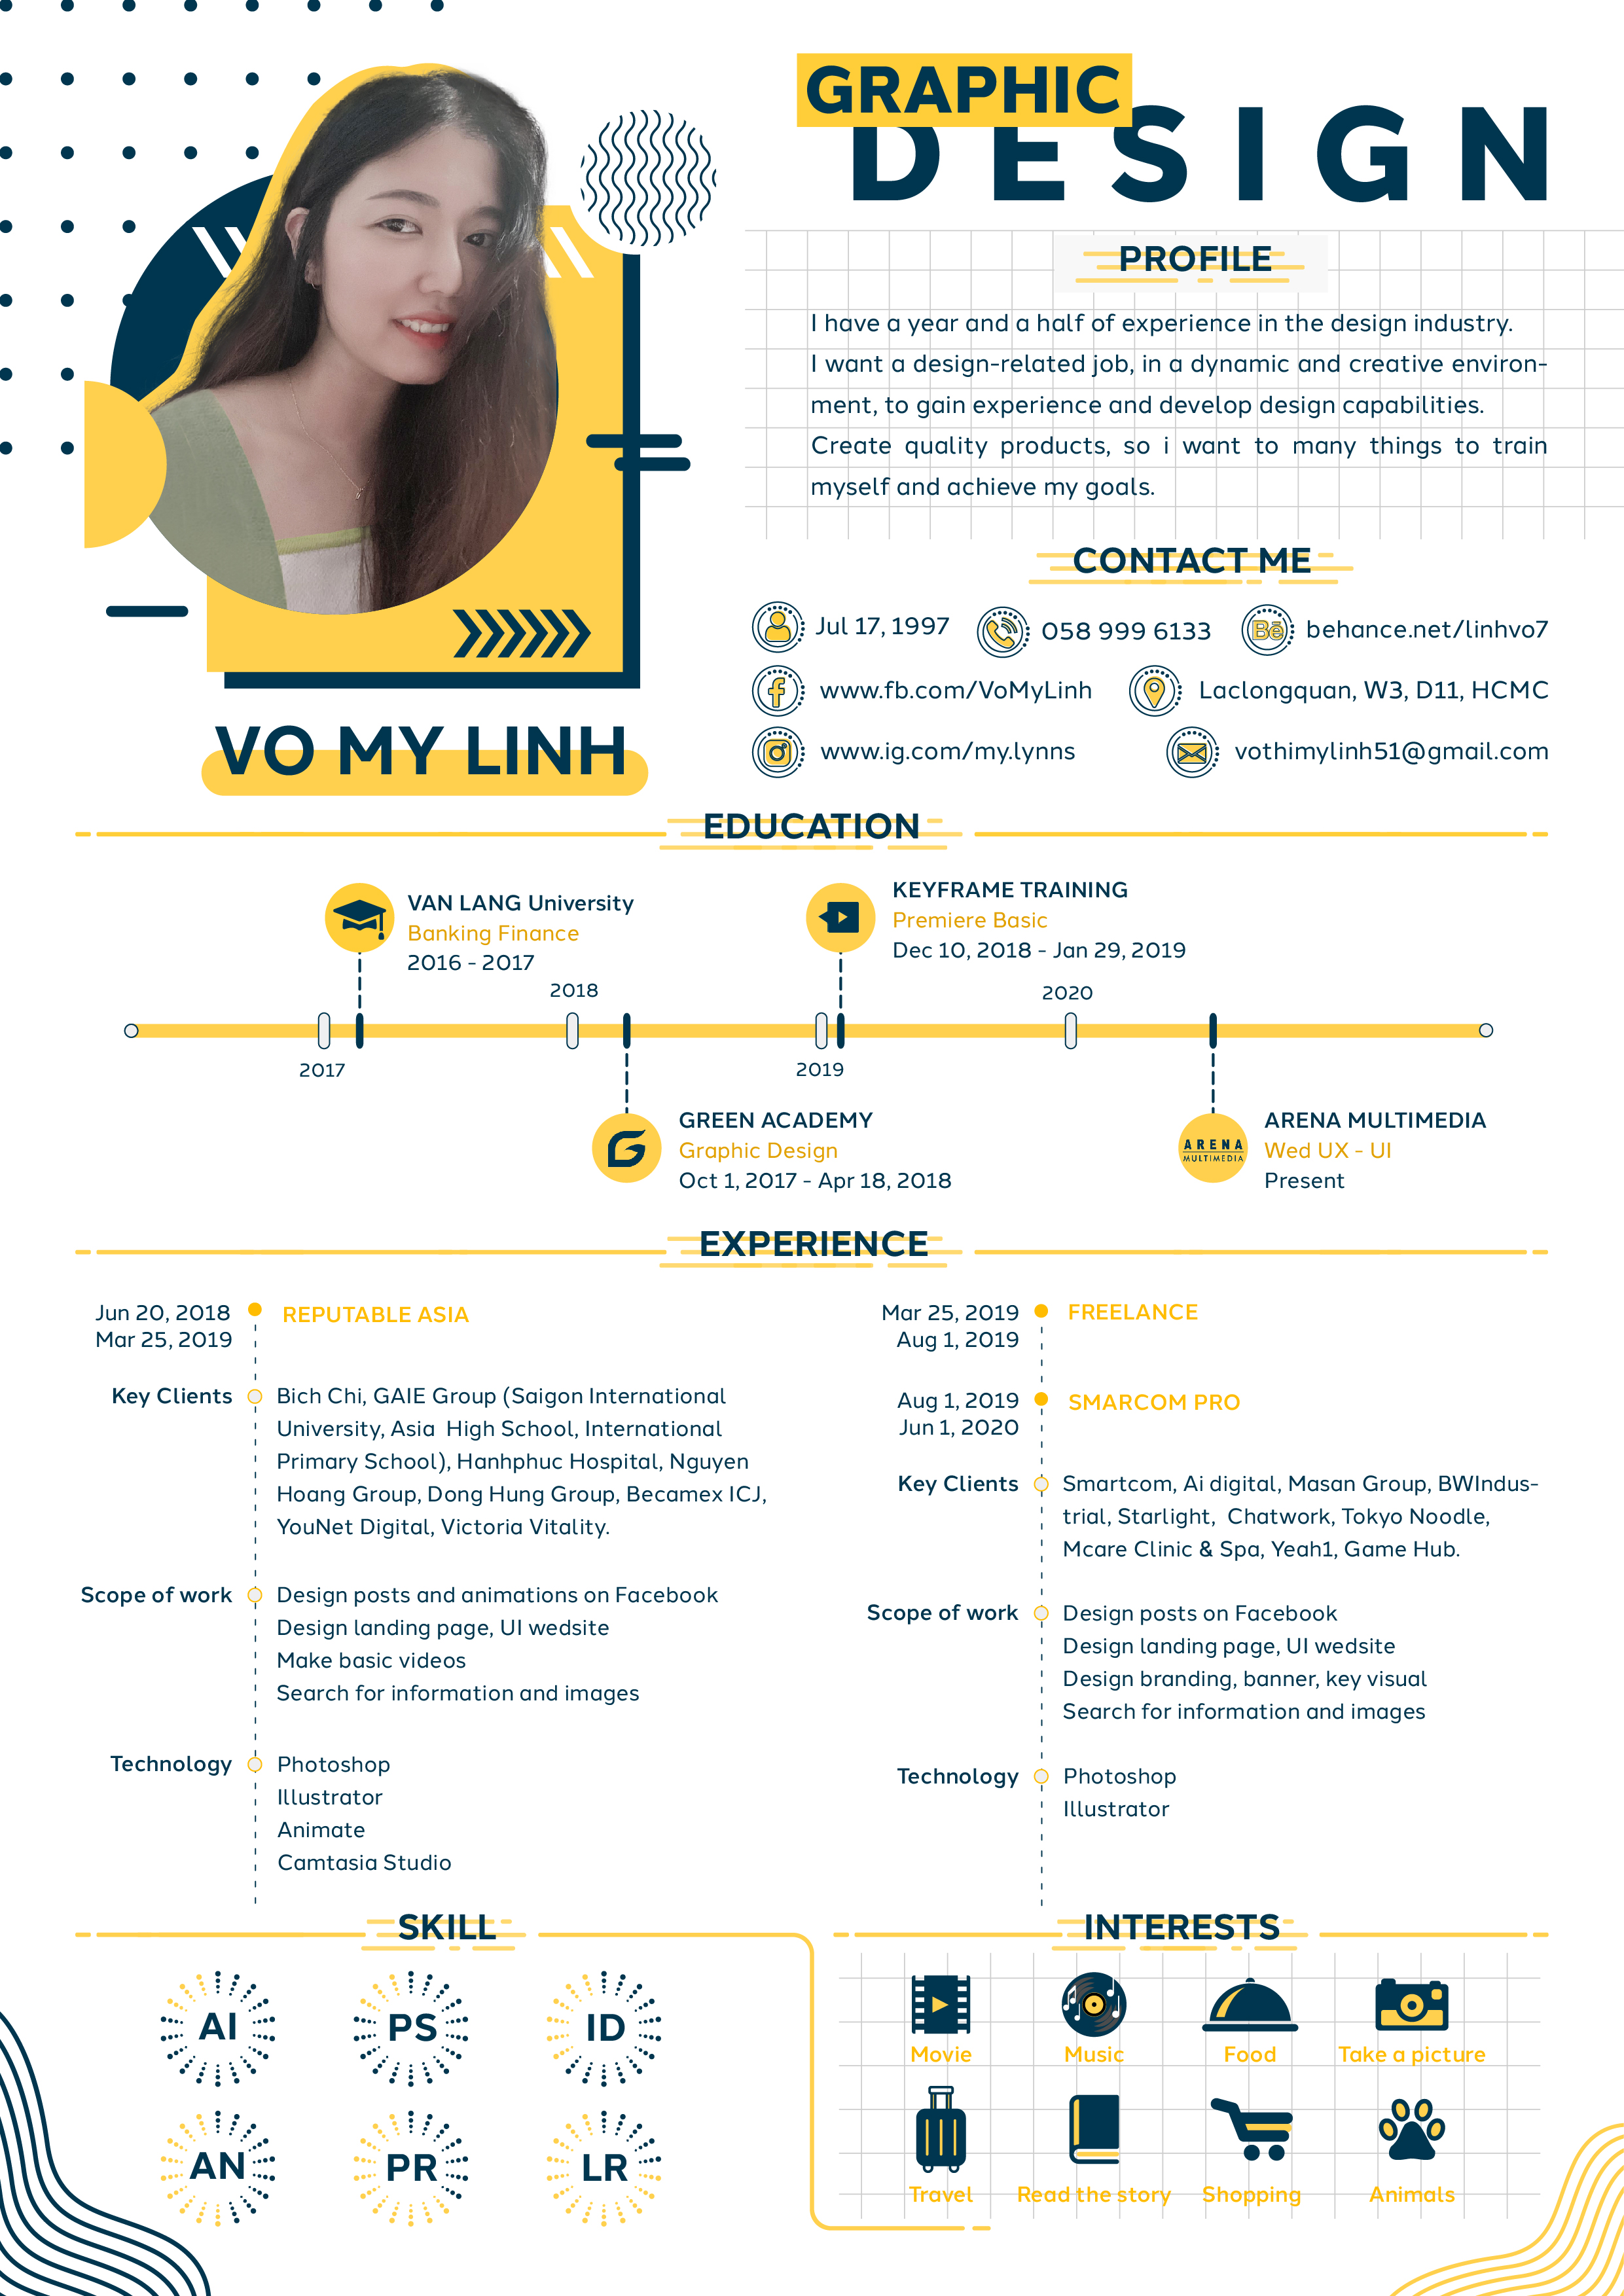 GRAPHIC
DESIGN
PROFILE
I have a year and a half of experience in the design industry.
I want a design-related job, in a dynamic and creative environ-
ment, to gain experience and develop design capabilities.
Create quality products, so i want to many things to train
myself and achieve my goals.
CONTACT ME
Jul 17, 1997
058 999 6133
Bē
behance.net/linhvo7
www.fb.com/VoMyLinh
Laclongquan, W3, D11, HCMC
www.ig.com/my.lynns
vothimylinh51@gmail.com
VO MY LINH
EDUCATION
VAN LANG University
Banking Finance
2016 - 2017
KEYFRAME TRAINING
Premiere Basic
Dec 10, 2018 - Jan 29, 2019
2018
2020
2017
2019
GREEN ACADEMY
Graphic Design
Oct 1, 2017 - Apr 18, 2018
ARENA
MULTIMEDIA
ARENA MULTIMEDIA
Wed UX - UI
Present
EXPERIENCE
Jun 20, 2018
Mar 25, 2019
REPUTABLE ASIA
Key Clients
Bich Chi, GAIE Group (Saigon International
University, Asia  High School, International
Primary School), Hanhphuc Hospital, Nguyen
Hoang Group, Dong Hung Group, Becamex ICJ,
YouNet Digital, Victoria Vitality.
Scope of work
Design posts and animations on Facebook
Design landing page, UI wedsite
Make basic videos
Search for information and images
Technology
Photoshop
Illustrator
Animate
Camtasia Studio
Mar 25, 2019
Aug 1, 2019
FREELANCE
Aug 1, 2019
Jun 1, 2020
SMARCOM PRO
Key Clients
Smartcom, Ai digital, Masan Group, BWIndus-
trial, Starlight,  Chatwork, Tokyo Noodle,
Mcare Clinic & Spa, Yeah1, Game Hub.
Scope of work
Design posts on Facebook
Design landing page, UI wedsite
Design branding, banner, key visual
Search for information and images
Technology
Photoshop
Illustrator
SKILL
AI
PS
ID
AN
PR
LR
INTERESTS
Movie
Music
Food
Take a picture
Travel
Read the story
Shopping
Animals